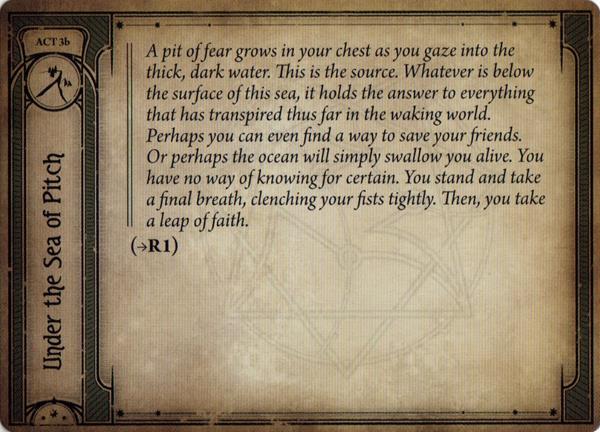 ACT 3b
Under the Sea of Pitch
A pit of fear grows in your chest as you gaze into the
thick, dark water. This is the source. Whatever is below
the surface of this sea, it holds the answer to everything
that has transpired thus far in the waking world.
Perhaps you can even find a way to save your friends.
Or perhaps the ocean will simply swallow you alive. You
have no way of knowing for certain. You stand and take
a final breath, clenching your fists tightly. Then, you take
a leap of faith.
(→R1)